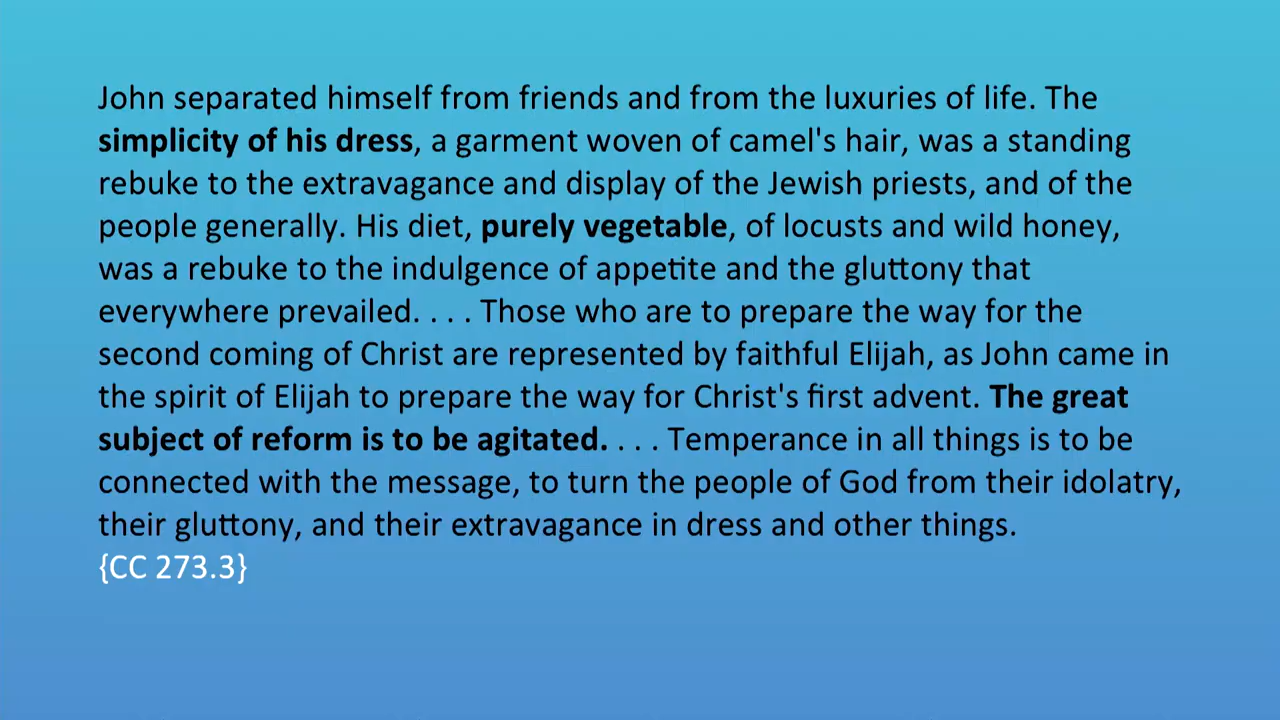 John separated himself from friends and from the luxuries of life. The
simplicity of his dress, a garment woven of camel's hair, was a standing
rebuke to the extravagance and display of the Jewish priests, and of the
people generally. His diet, purely vegetable, of locusts and wild honey,
was a rebuke to the indulgence of appetite and the gluttony that
everywhere prevailed. . . . Those who are to prepare the way for the
second coming of Christ are represented by faithful Elijah, as John came in
the spirit of Elijah to prepare the way for Christ's first advent. The great
subject of reform is to be agitated. . . . Temperance in all things is to be
connected with the message, to turn the people of God from their idolatry,
their gluttony, and their extravagance in dress and other things.
{CC 273.3}